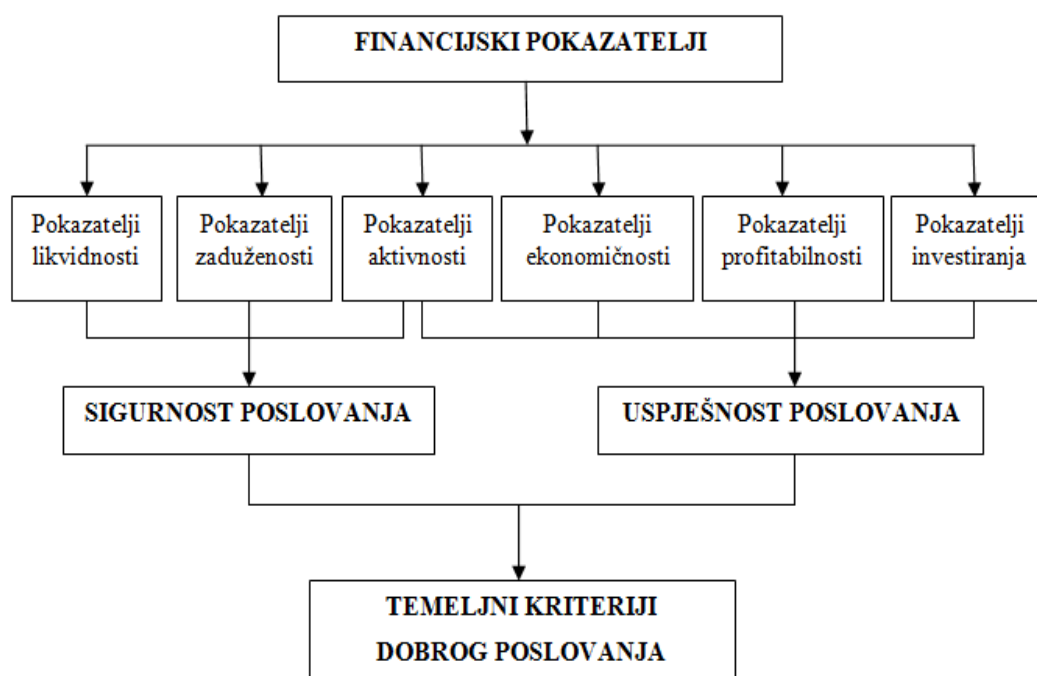 FINANCIJSKI POKAZATELJI
Pokazatelji
likvidnosti
Pokazatelji
zaduženosti
Pokazatelji
aktivnosti
Pokazatelji
ekonomičnosti
Pokazatelji
profitabilnosti
Pokazatelji
investiranja
SIGURNOST POSLOVANJA
USPJEŠNOST POSLOVANJA
TEMELJNI KRITERIJI
DOBROG POSLOVANJA